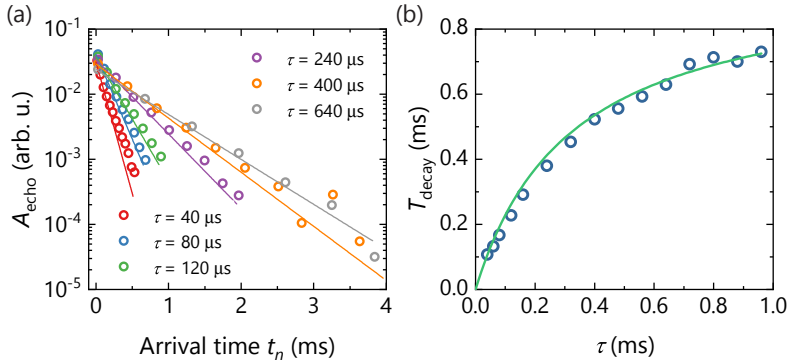 (a)
A_echo (arb. u.)
10^-1
10^-2
10^-3
10^-4
10^-5
τ = 240 μs
τ = 400 μs
τ = 640 μs
τ = 40 μs
τ = 80 μs
τ = 120 μs
0 1 2 3 4
Arrival time t_n (ms)
(b)
T_decay (ms)
0.8
0.6
0.4
0.2
0.0
0.0 0.2 0.4 0.6 0.8 1.0
τ (ms)